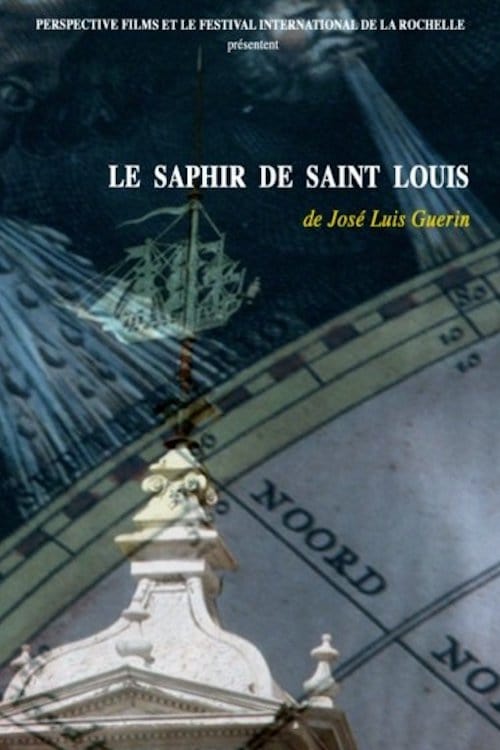 PERSPECTIVE FILMS ET LE FESTIVAL INTERNATIONAL DE LA ROCHELLE
présentent
LE SAPHIR DE SAINT LOUIS
de José Luis Guerin
NOORD